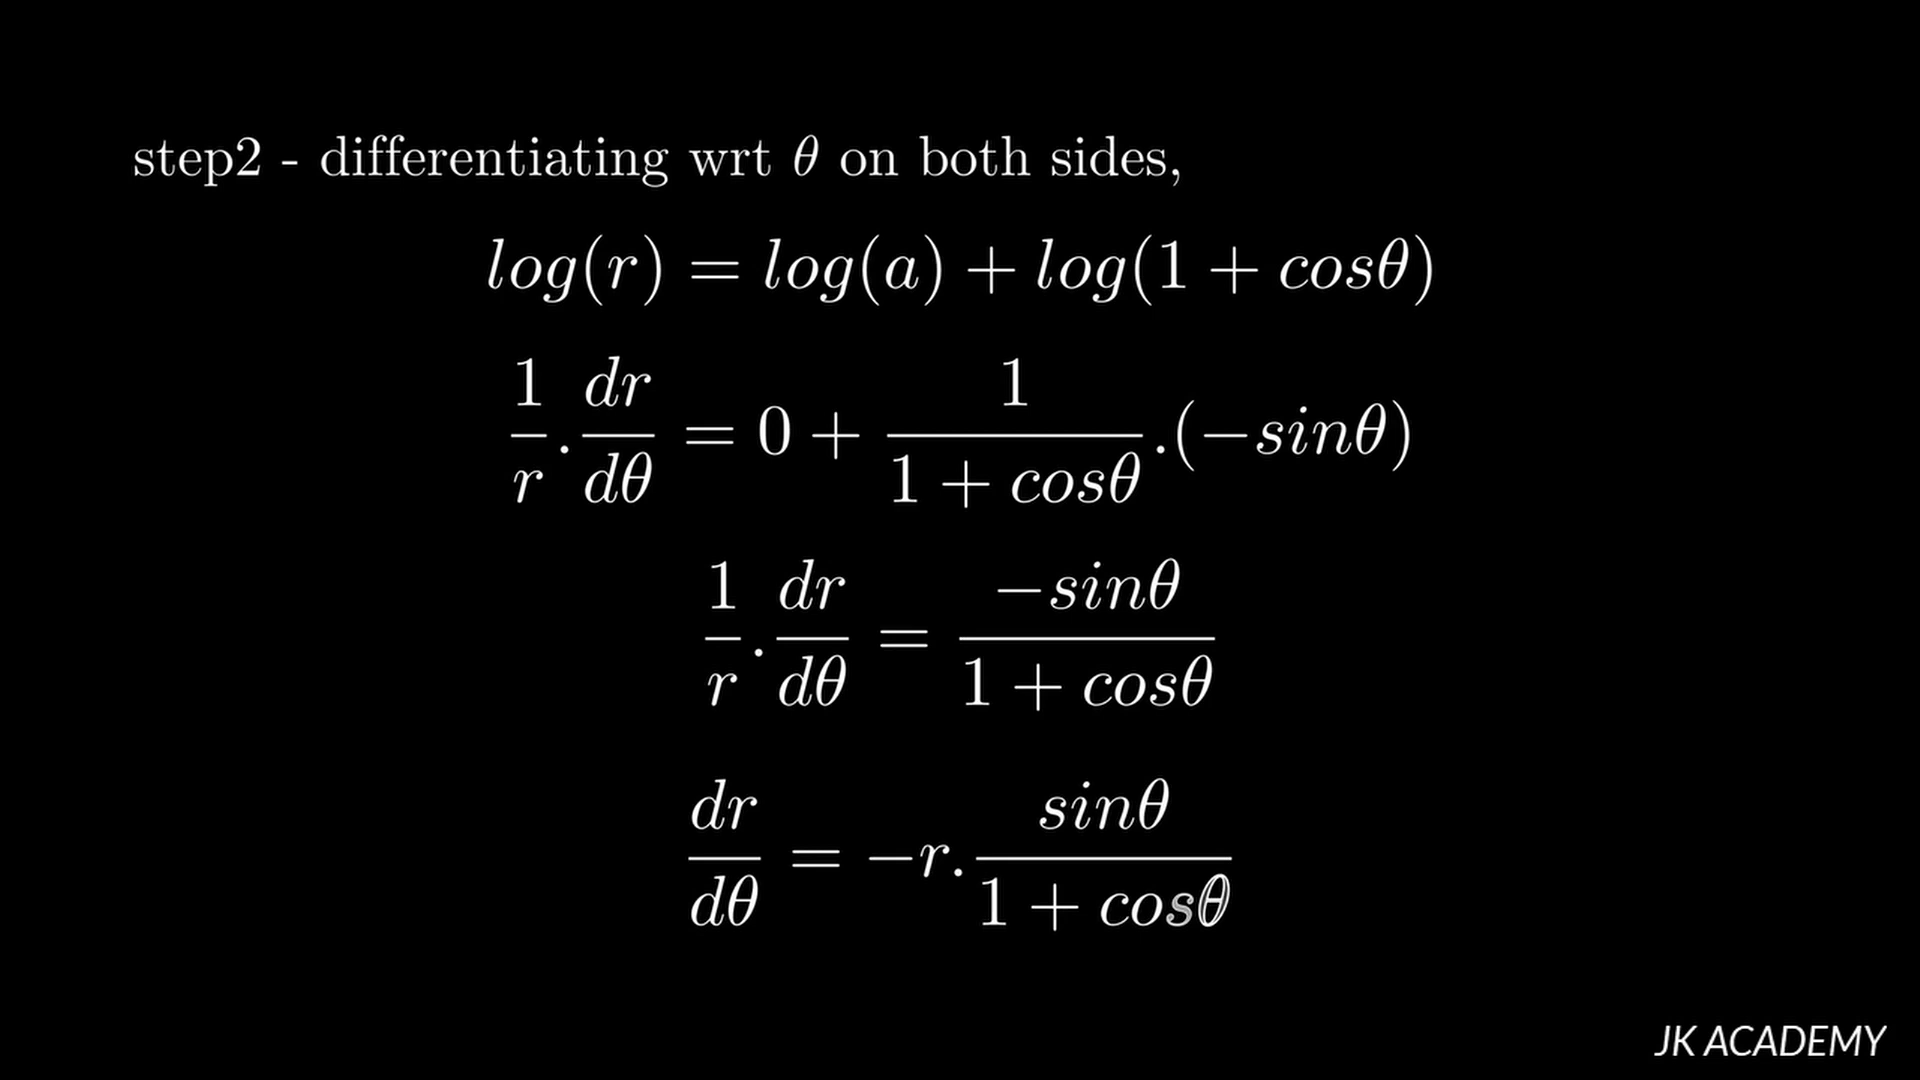 step2 - differentiating wrt θ on both sides,
log(r) = log(a) + log(1 + cosθ)
1/r . dr/dθ = 0 + 1/(1 + cosθ) .(−sinθ)
1/r . dr/dθ = −sinθ/(1 + cosθ)
dr/dθ = −r. sinθ/(1 + cosθ)
JK ACADEMY